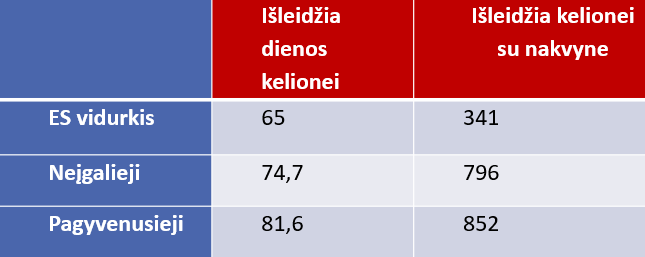 Išleidžia
dienos
kelionei
Išleidžia kelionei
su nakvyne
ES vidurkis
65
341
Neįgalieji
74,7
796
Pagyvenusieji
81,6
852